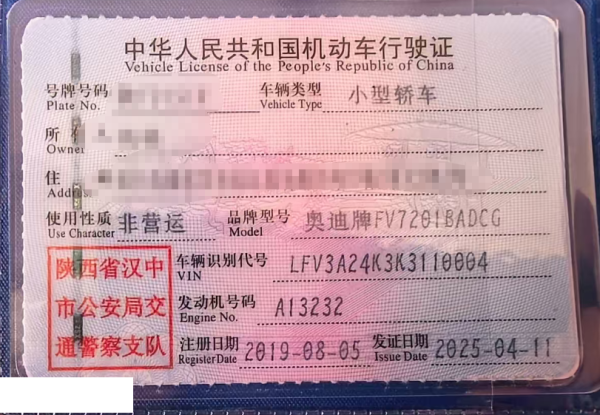 中华人民共和国机动车行驶证
Vehicle License of the People's Republic of China
号牌号码 车辆类型 小型轿车
Plate No. Vehicle Type
所
Owner
住
Address
使用性质 非营运 品牌型号 奥迪牌FV7201BADCG
Use Character Model
陕西省汉中 车辆识别代号 LFV3A24K3K3110004
VIN
市公安局交 发动机号码 A13232
Engine No.
通警察支队 注册日期 2019-08-05 发证日期 2025-04-11
Register Date Issue Date